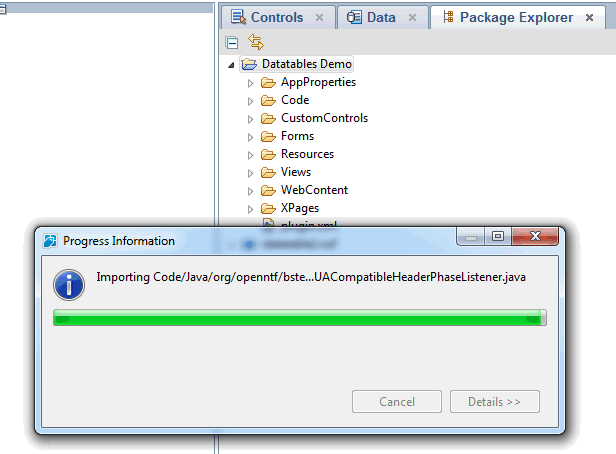 Controls
Data
Package Explorer
Datatables Demo
AppProperties
Code
CustomControls
Forms
Resources
Views
WebContent
XPages
plugin.xml
Progress Information
Importing Code/Java/org/openntf/bste...UACompatibleHeaderPhaseListener.java
Cancel
Details >>